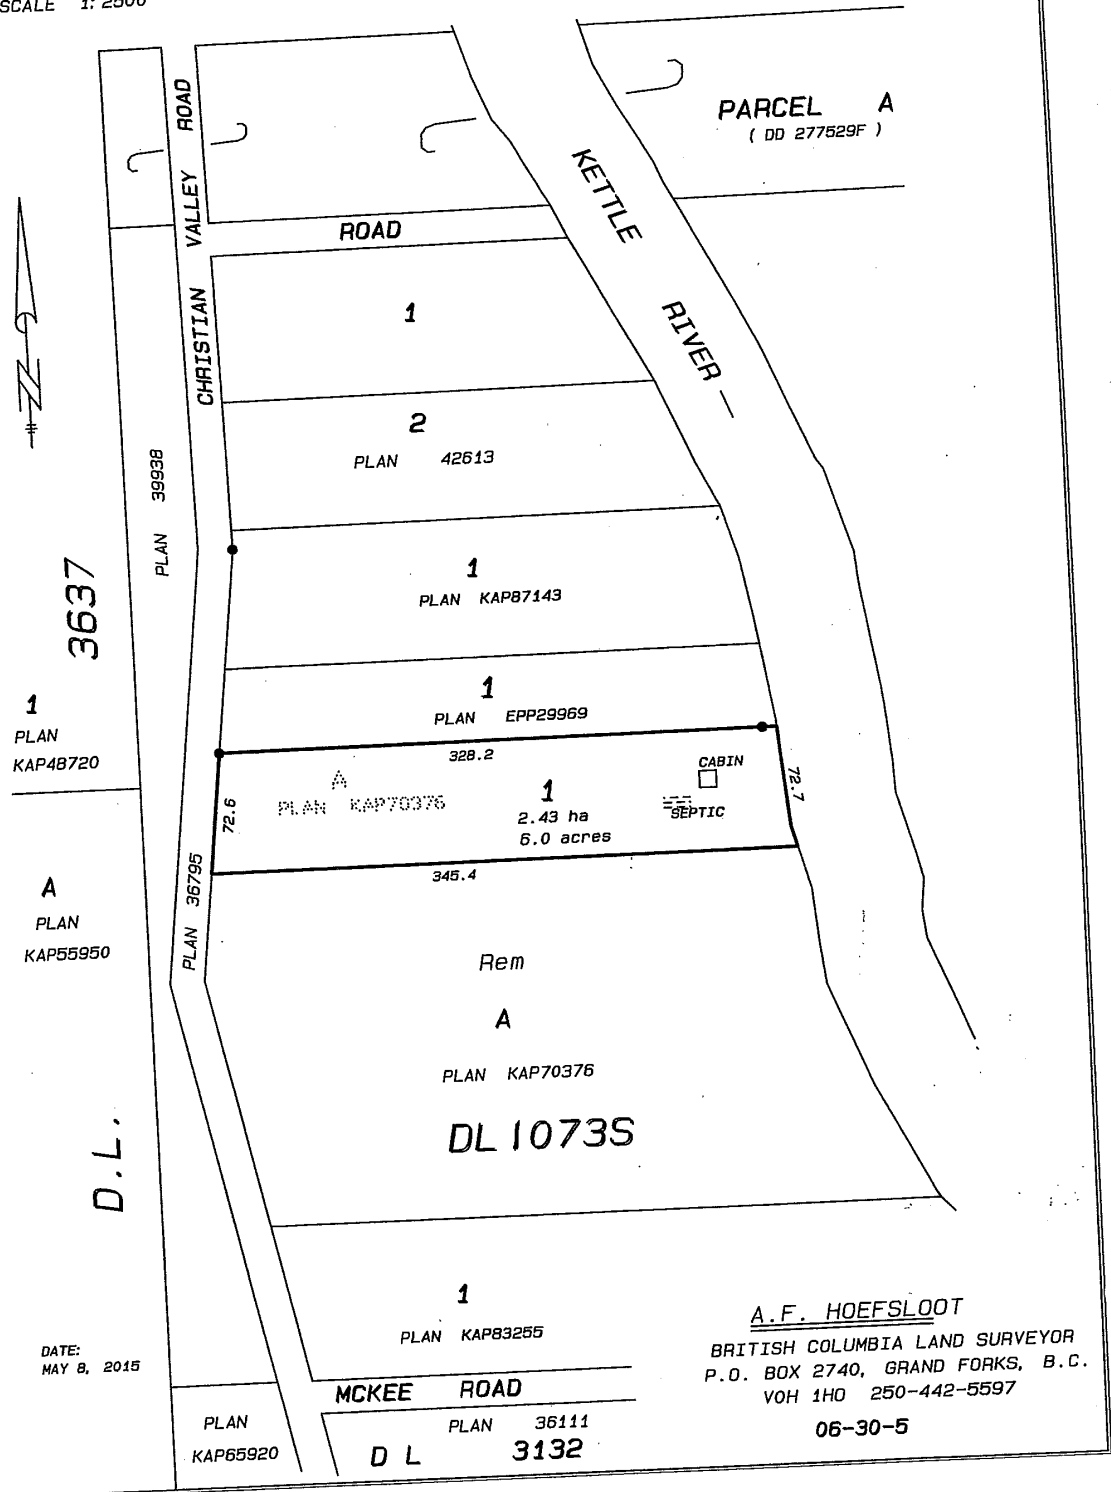 SCALE 1: 2500
CHRISTIAN VALLEY ROAD
PARCEL A
( DD 277529F )
KETTLE
RIVER
ROAD
1
2
PLAN 42613
PLAN 39938
3637
1
PLAN KAP87143
1
PLAN EPP29969
1
PLAN
KAP48720
328.2
CABIN
72.7
A
PLAN KAP70376
1
2.43 ha
6.0 acres
SEPTIC
72.6
345.4
PLAN 36795
A
PLAN
KAP55950
Rem
A
PLAN KAP70376
DL 1073S
D.L.
1
PLAN KAP83255
DATE:
MAY 8, 2015
A.F. HOEFSLOOT
BRITISH COLUMBIA LAND SURVEYOR
P.O. BOX 2740, GRAND FORKS, B.C.
VOH 1HO 250-442-5597
06-30-5
MCKEE ROAD
PLAN 36111
D L 3132
PLAN
KAP65920